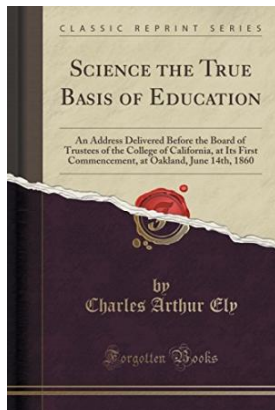 CLASSIC REPRINT SERIES
SCIENCE THE TRUE
BASIS OF EDUCATION
An Address Delivered Before the Board of
Trustees of the College of California, at Its First
Commencement, at Oakland, June 14th, 1860
by
Charles Arthur Ely
Forgotten Books